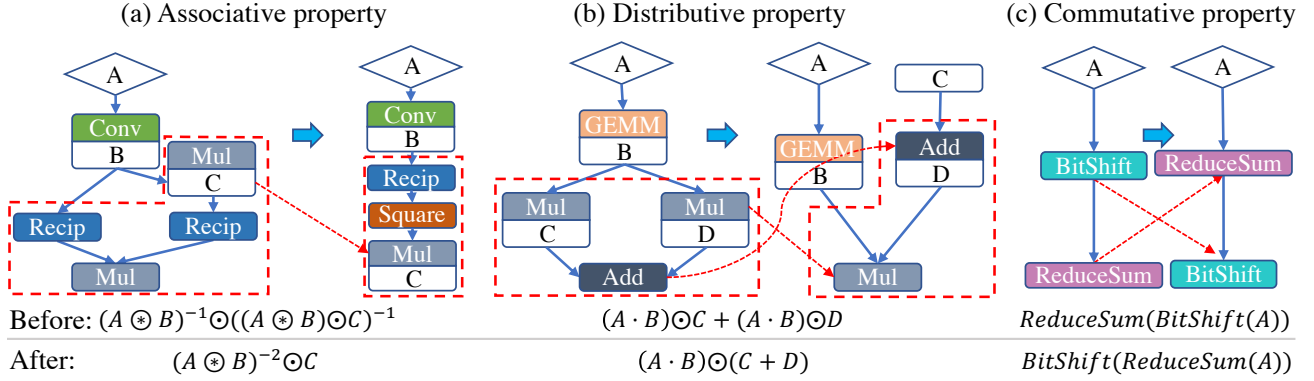 (a) Associative property
(b) Distributive property
(c) Commutative property
A
Conv
B
Mul
C
Recip
Recip
Mul
A
Conv
B
Recip
Square
Mul
C
A
GEMM
B
Mul
C
Mul
D
Add
A
GEMM
B
C
Add
D
Mul
A
BitShift
ReduceSum
A
ReduceSum
BitShift
Before: (A ⊛ B)⁻¹⊙((A ⊛ B)⊙C)⁻¹ (A · B)⊙C + (A · B)⊙D ReduceSum(BitShift(A))
After: (A ⊛ B)⁻²⊙C (A · B)⊙(C + D) BitShift(ReduceSum(A))